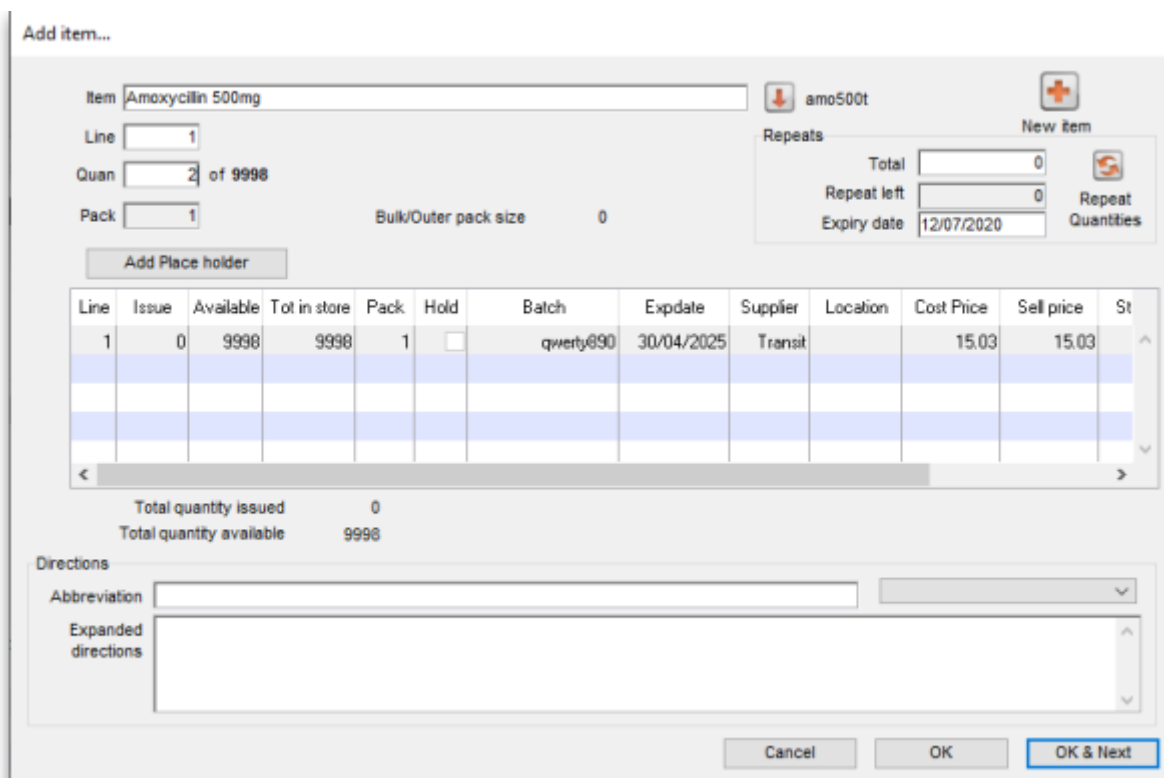 Add item...
Item Amoxycillin 500mg amo500t
New item
Line 1
Repeats
Quan 2 of 9998
Total 0
Pack 1 Bulk/Outer pack size 0
Repeat left 0
Repeat Quantities
Expiry date 12/07/2020
Add Place holder
Line Issue Available Tot in store Pack Hold Batch Expdate Supplier Location Cost Price Sell price St
1 0 9998 9998 1 qwerty890 30/04/2025 Transit 15.03 15.03
Total quantity issued 0
Total quantity available 9998
Directions
Abbreviation
Expanded
directions
Cancel OK OK & Next